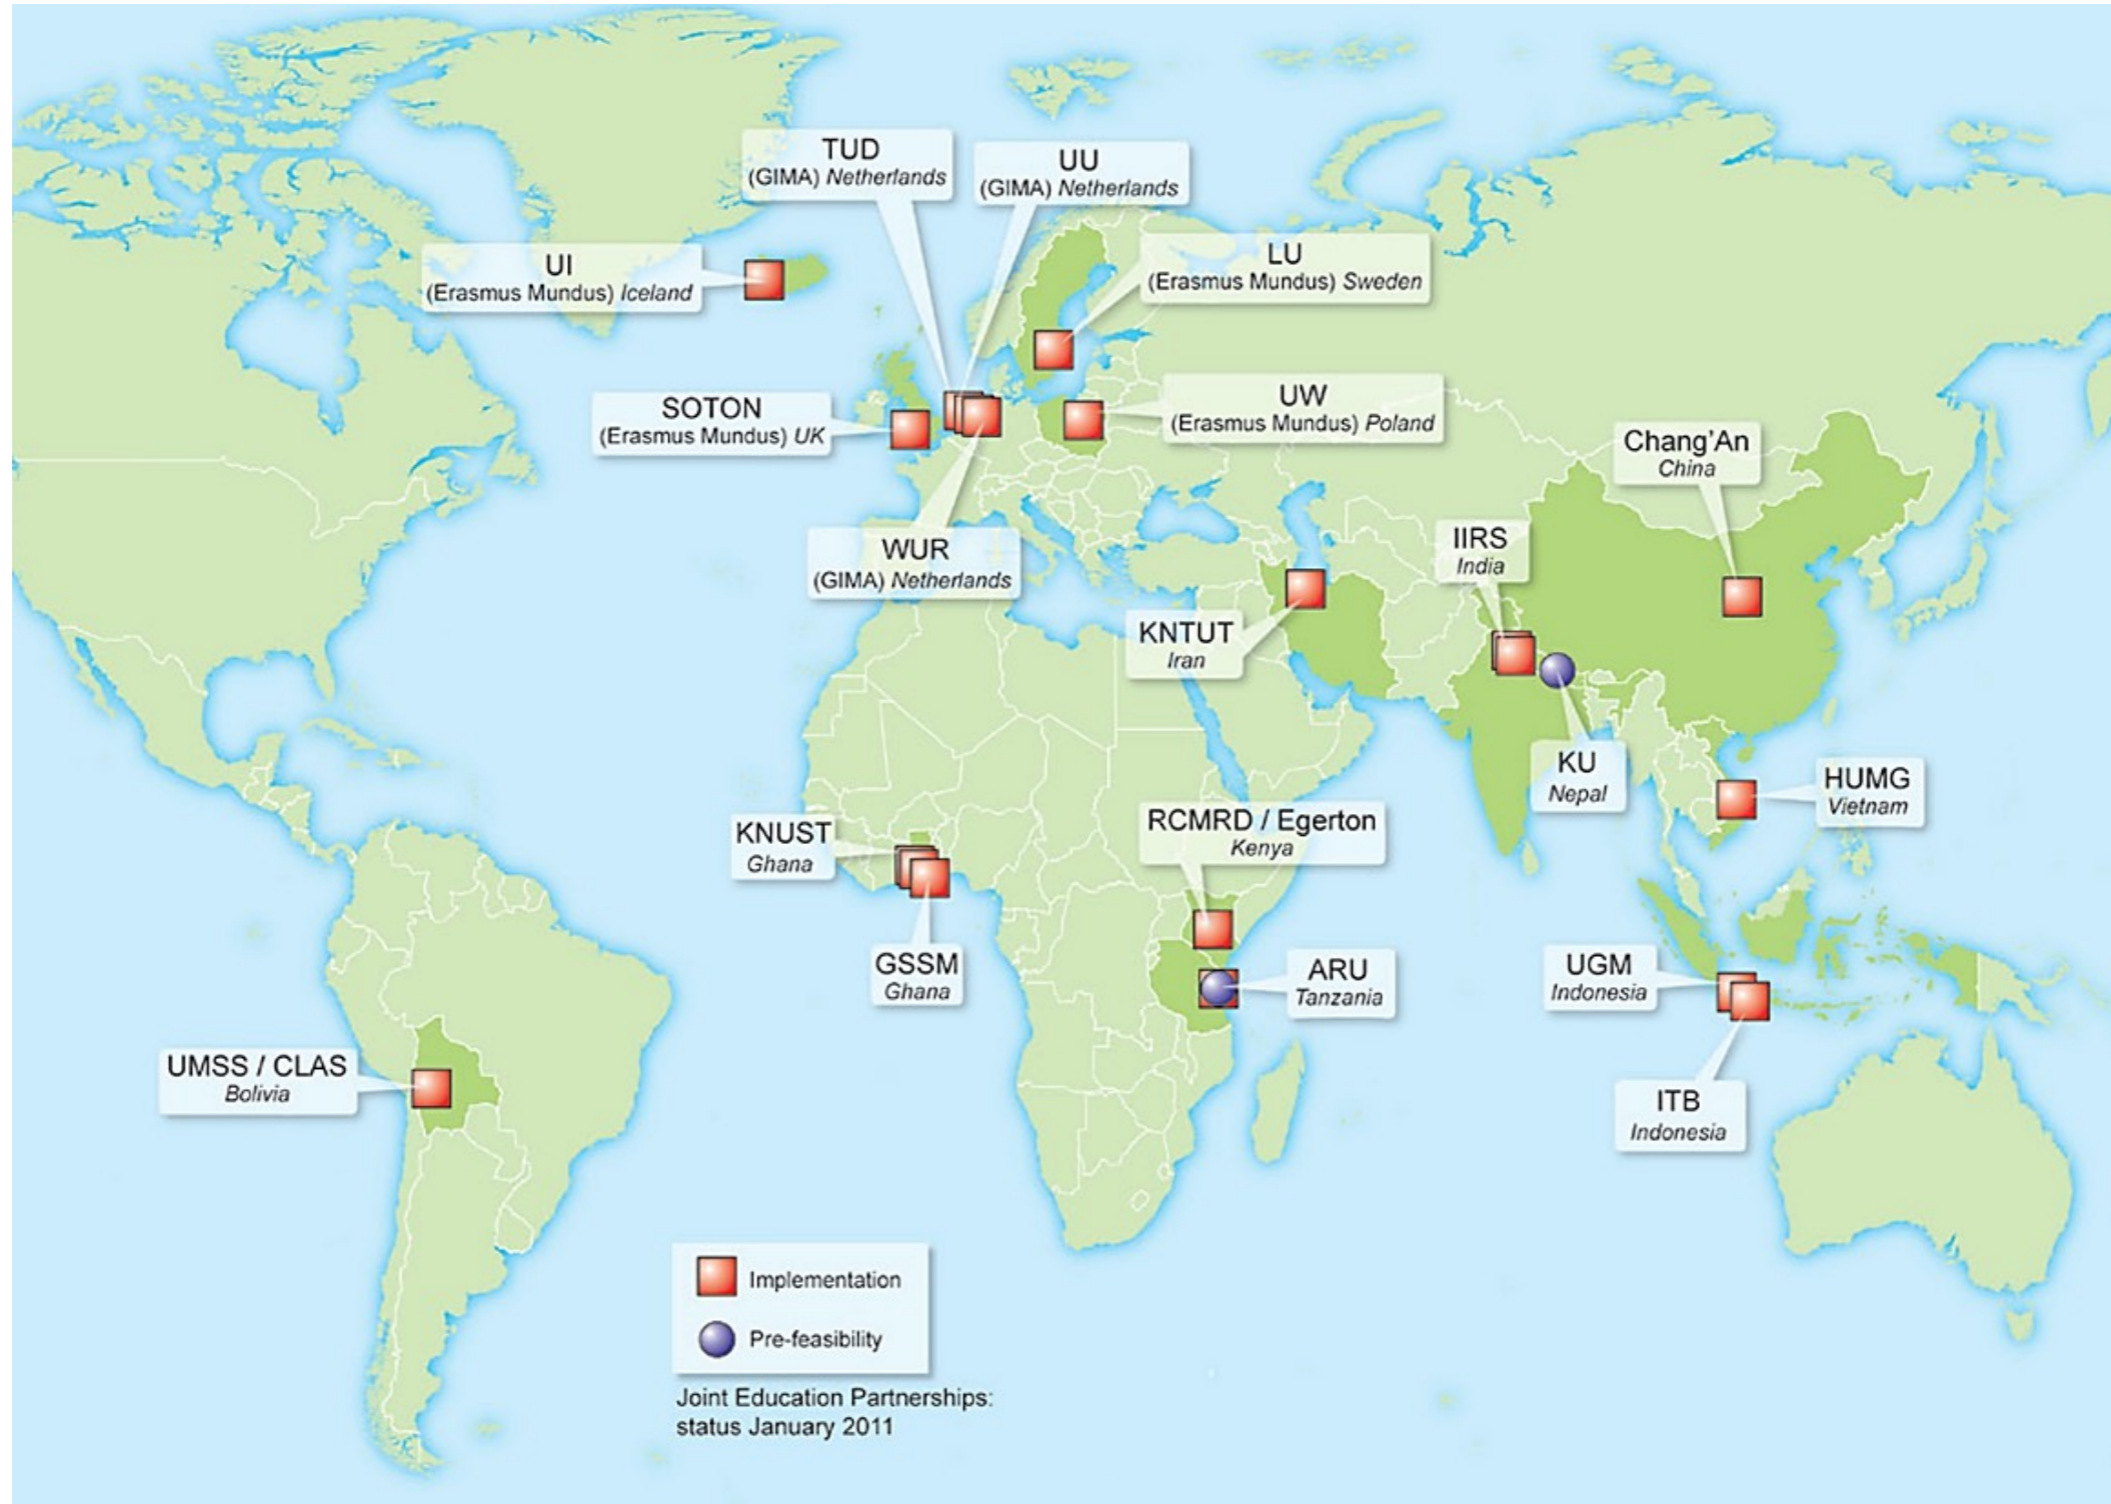 TUD
(GIMA) Netherlands
UU
(GIMA) Netherlands
UI
(Erasmus Mundus) Iceland
LU
(Erasmus Mundus) Sweden
SOTON
(Erasmus Mundus) UK
UW
(Erasmus Mundus) Poland
Chang'An
China
WUR
(GIMA) Netherlands
IIRS
India
KNTUT
Iran
KU
Nepal
HUMG
Vietnam
KNUST
Ghana
RCMRD / Egerton
Kenya
GSSM
Ghana
ARU
Tanzania
UGM
Indonesia
UMSS / CLAS
Bolivia
ITB
Indonesia
Implementation
Pre-feasibility
Joint Education Partnerships:
status January 2011